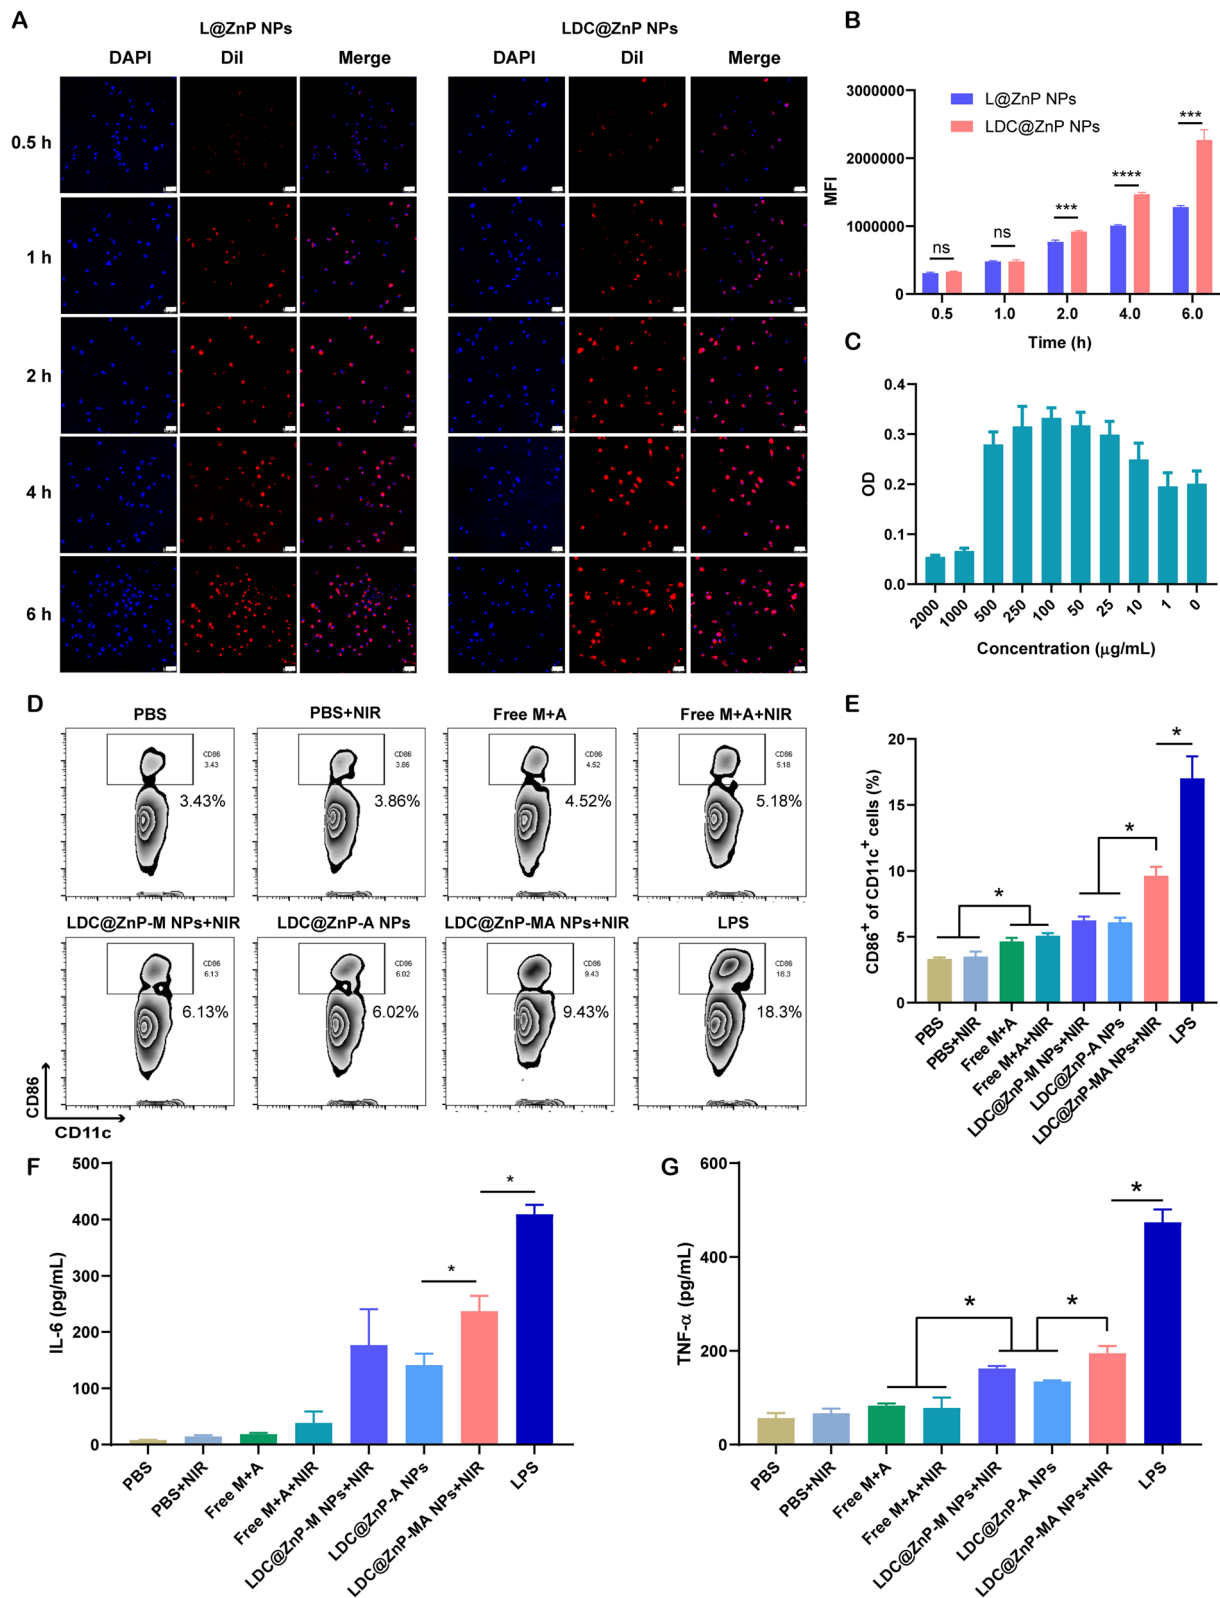 A
L@ZnP NPs
LDC@ZnP NPs
DAPI
DiI
Merge
DAPI
DiI
Merge
0.5 h
1 h
2 h
4 h
6 h
B
3000000
2000000
1000000
0
MFI
L@ZnP NPs
LDC@ZnP NPs
ns
ns
***
****
***
0.5
1.0
2.0
4.0
6.0
Time (h)
C
0.4
0.3
0.2
0.1
0.0
OD
2000
1000
500
250
100
50
25
10
1
0
Concentration (μg/mL)
D
PBS
PBS+NIR
Free M+A
Free M+A+NIR
CD86
3.43
3.43%
CD86
3.86
3.86%
CD86
4.52
4.52%
CD86
5.18
5.18%
LDC@ZnP-M NPs+NIR
LDC@ZnP-A NPs
LDC@ZnP-MA NPs+NIR
LPS
CD86
6.13
6.13%
CD86
6.02
6.02%
CD86
9.43
9.43%
CD86
18.3
18.3%
CD86
CD11c
E
20
15
10
5
0
CD86+ of CD11c+ cells (%)
*
*
*
PBS
PBS+NIR
Free M+A
Free M+A+NIR
LDC@ZnP-M NPs+NIR
LDC@ZnP-A NPs
LDC@ZnP-MA NPs+NIR
LPS
F
500
400
300
200
100
0
IL-6 (pg/mL)
*
*
PBS
PBS+NIR
Free M+A
Free M+A+NIR
LDC@ZnP-M NPs+NIR
LDC@ZnP-A NPs
LDC@ZnP-MA NPs+NIR
LPS
G
600
400
200
0
TNF-α (pg/mL)
*
*
*
PBS
PBS+NIR
Free M+A
Free M+A+NIR
LDC@ZnP-M NPs+NIR
LDC@ZnP-A NPs
LDC@ZnP-MA NPs+NIR
LPS